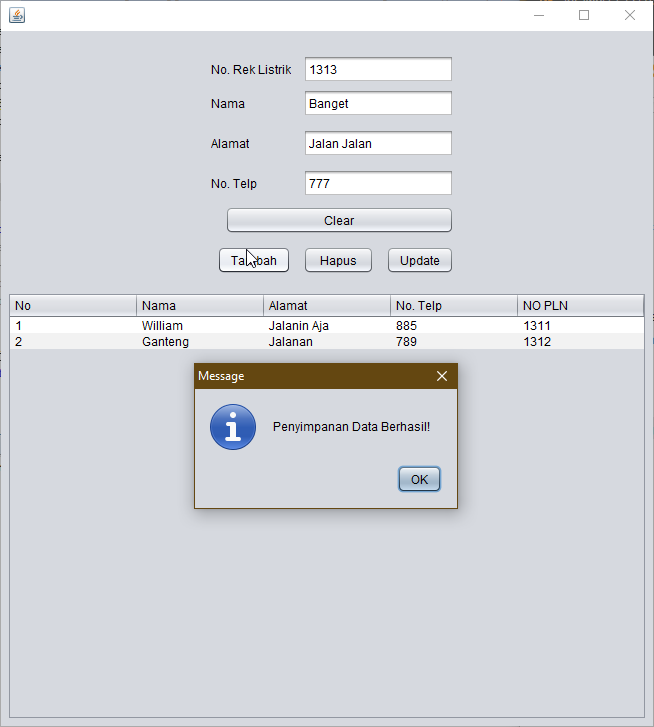 No. Rek Listrik 1313
Nama Banget
Alamat Jalan Jalan
No. Telp 777
Clear
Hapus Update
No Nama Alamat No. Telp NO PLN
1 William Jalanin Aja 885 1311
2 Ganteng Jalanan 789 1312
Message
Penyimpanan Data Berhasil!
OK